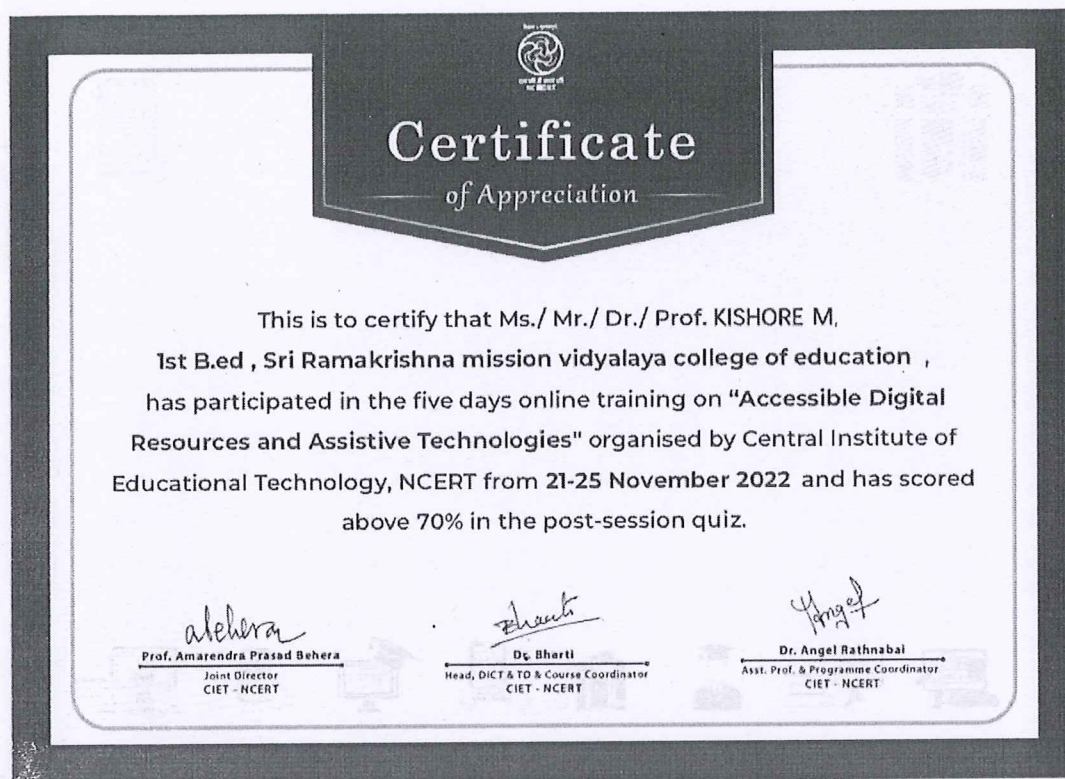 Certificate
of Appreciation
This is to certify that Ms./ Mr./ Dr./ Prof. KISHORE M,
1st B.ed , Sri Ramakrishna mission vidyalaya college of education ,
has participated in the five days online training on "Accessible Digital
Resources and Assistive Technologies" organised by Central Institute of
Educational Technology, NCERT from 21-25 November 2022 and has scored
above 70% in the post-session quiz.
Prof. Amarendra Prasad Behera
Joint Director
CIET - NCERT
Dr. Bharti
Head, DICT & TD & Course Coordinator
CIET - NCERT
Dr. Angel Rathnabai
Asst. Prof. & Programme Coordinator
CIET - NCERT